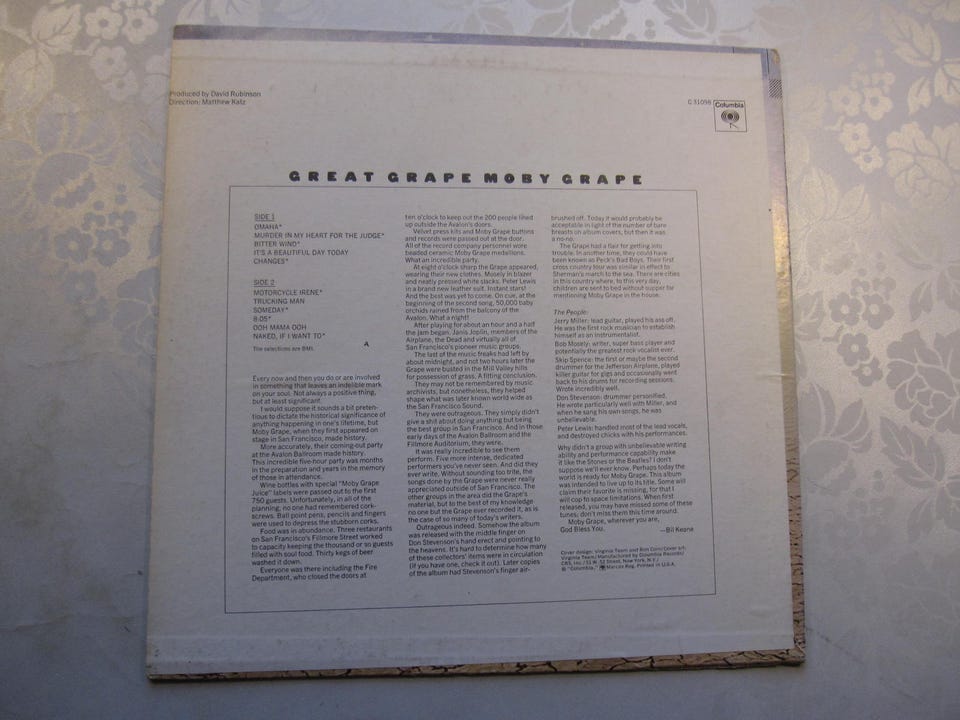 Produced by David Rubinson
Direction: Matthew Katz
C 31098
Columbia
GREAT GRAPE MOBY GRAPE
SIDE 1
OMAHA*
MURDER IN MY HEART FOR THE JUDGE*
BITTER WIND*
IT'S A BEAUTIFUL DAY TODAY
CHANGES*
SIDE 2
MOTORCYCLE IRENE*
TRUCKING MAN
SOMEDAY*
8:05*
OOH MAMA OOH
NAKED, IF I WANT TO*
The selections are BMI.
A
Every now and then you do or are involved
in something that leaves an indelible mark
on your soul. Not always a positive thing,
but at least significant.
I would suppose it sounds a bit preten-
tious to dictate the historical significance of
anything happening in one's lifetime, but
Moby Grape, when they first appeared on
stage in San Francisco, made history.
More accurately, their coming-out party
at the Avalon Ballroom made history.
This incredible five-hour party was months
in the preparation and years in the memory
of those in attendance.
Wine bottles with special "Moby Grape
Juice" labels were passed out to the first
750 guests. Unfortunately, in all of the
planning, no one had remembered cork-
screws. Ball point pens, pencils and fingers
were used to depress the stubborn corks.
Food was in abundance. Three restaurants
on San Francisco's Fillmore Street worked
to capacity keeping the thousand or so guests
filled with soul food. Thirty kegs of beer
washed it down.
Everyone was there including the Fire
Department, who closed the doors at
ten o'clock to keep out the 200 people lined
up outside the Avalon's doors.
Velvet press kits and Moby Grape buttons
and records were passed out at the door.
All of the record company personnel wore
beaded ceramic Moby Grape medallions.
What an incredible party.
At eight o'clock sharp the Grape appeared,
wearing their new clothes. Mosely in blazer
and neatly pressed white slacks. Peter Lewis
in a brand new leather suit. Instant stars!
And the best was yet to come. On cue, at the
beginning of the second song, 50,000 baby
orchids rained from the balcony of the
Avalon. What a night!
After playing for about an hour and a half
the jam began. Janis Joplin, members of the
Airplane, the Dead and virtually all of
San Francisco's pioneer music groups.
The last of the music freaks had left by
about midnight, and not two hours later the
Grape were busted in the Mill Valley hills
for possession of grass. A fitting conclusion.
They may not be remembered by music
archivists, but nonetheless, they helped
shape what was later known world wide as
the San Francisco Sound.
They were outrageous. They simply didn't
give a shit about doing anything but being
the best group in San Francisco. And in those
early days of the Avalon Ballroom and the
Fillmore Auditorium, they were.
It was really incredible to see them
perform. Five more intense, dedicated
performers you've never seen. And did they
ever write. Without sounding too trite, the
songs done by the Grape were never really
appreciated outside of San Francisco. The
other groups in the area did the Grape's
material, but to the best of my knowledge
no one but the Grape ever recorded it, as is
the case of so many of today's writers.
Outrageous indeed. Somehow the album
was released with the middle finger on
Don Stevenson's hand erect and pointing to
the heavens. It's hard to determine how many
of these collectors' items were in circulation
(if you have one, check it out). Later copies
of the album had Stevenson's finger air-
brushed off. Today it would probably be
acceptable in light of the number of bare
breasts on album covers, but then it was
a no-no.
The Grape had a flair for getting into
trouble. In another time, they could have
been known as Peck's Bad Boys. Their first
cross country tour was similar in effect to
Sherman's march to the sea. There are cities
in this country where, to this very day,
children are sent to bed without supper for
mentioning Moby Grape in the house.
The People:
Jerry Miller: lead guitar, played his ass off.
He was the first rock musician to establish
himself as an instrumentalist.
Bob Mosely: writer, super bass player and
potentially the greatest rock vocalist ever.
Skip Spence: the first or maybe the second
drummer for the Jefferson Airplane, played
killer guitar for gigs and occasionally went
back to his drums for recording sessions.
Wrote incredibly well.
Don Stevenson: drummer personified.
He wrote particularly well with Miller, and
when he sang his own songs, he was
unbelievable.
Peter Lewis: handled most of the lead vocals,
and destroyed chicks with his performances.
Why didn't a group with unbelievable writing
ability and performance capability make
it like the Stones or the Beatles? I don't
suppose we'll ever know. Perhaps today the
world is ready for Moby Grape. This album
was intended to live up to its title. Some will
claim their favorite is missing, for that I
will cop to space limitations. When first
released, you may have missed some of these
tunes; don't miss them this time around.
Moby Grape, wherever you are,
God Bless You.
—Bil Keane
Cover design: Virginia Team and Ron Coro/Cover art:
Virginia Team/Manufactured by Columbia Records/
CBS, Inc./51 W. 52 Street, New York, N.Y./
® "Columbia," Marcas Reg. Printed in U.S.A.